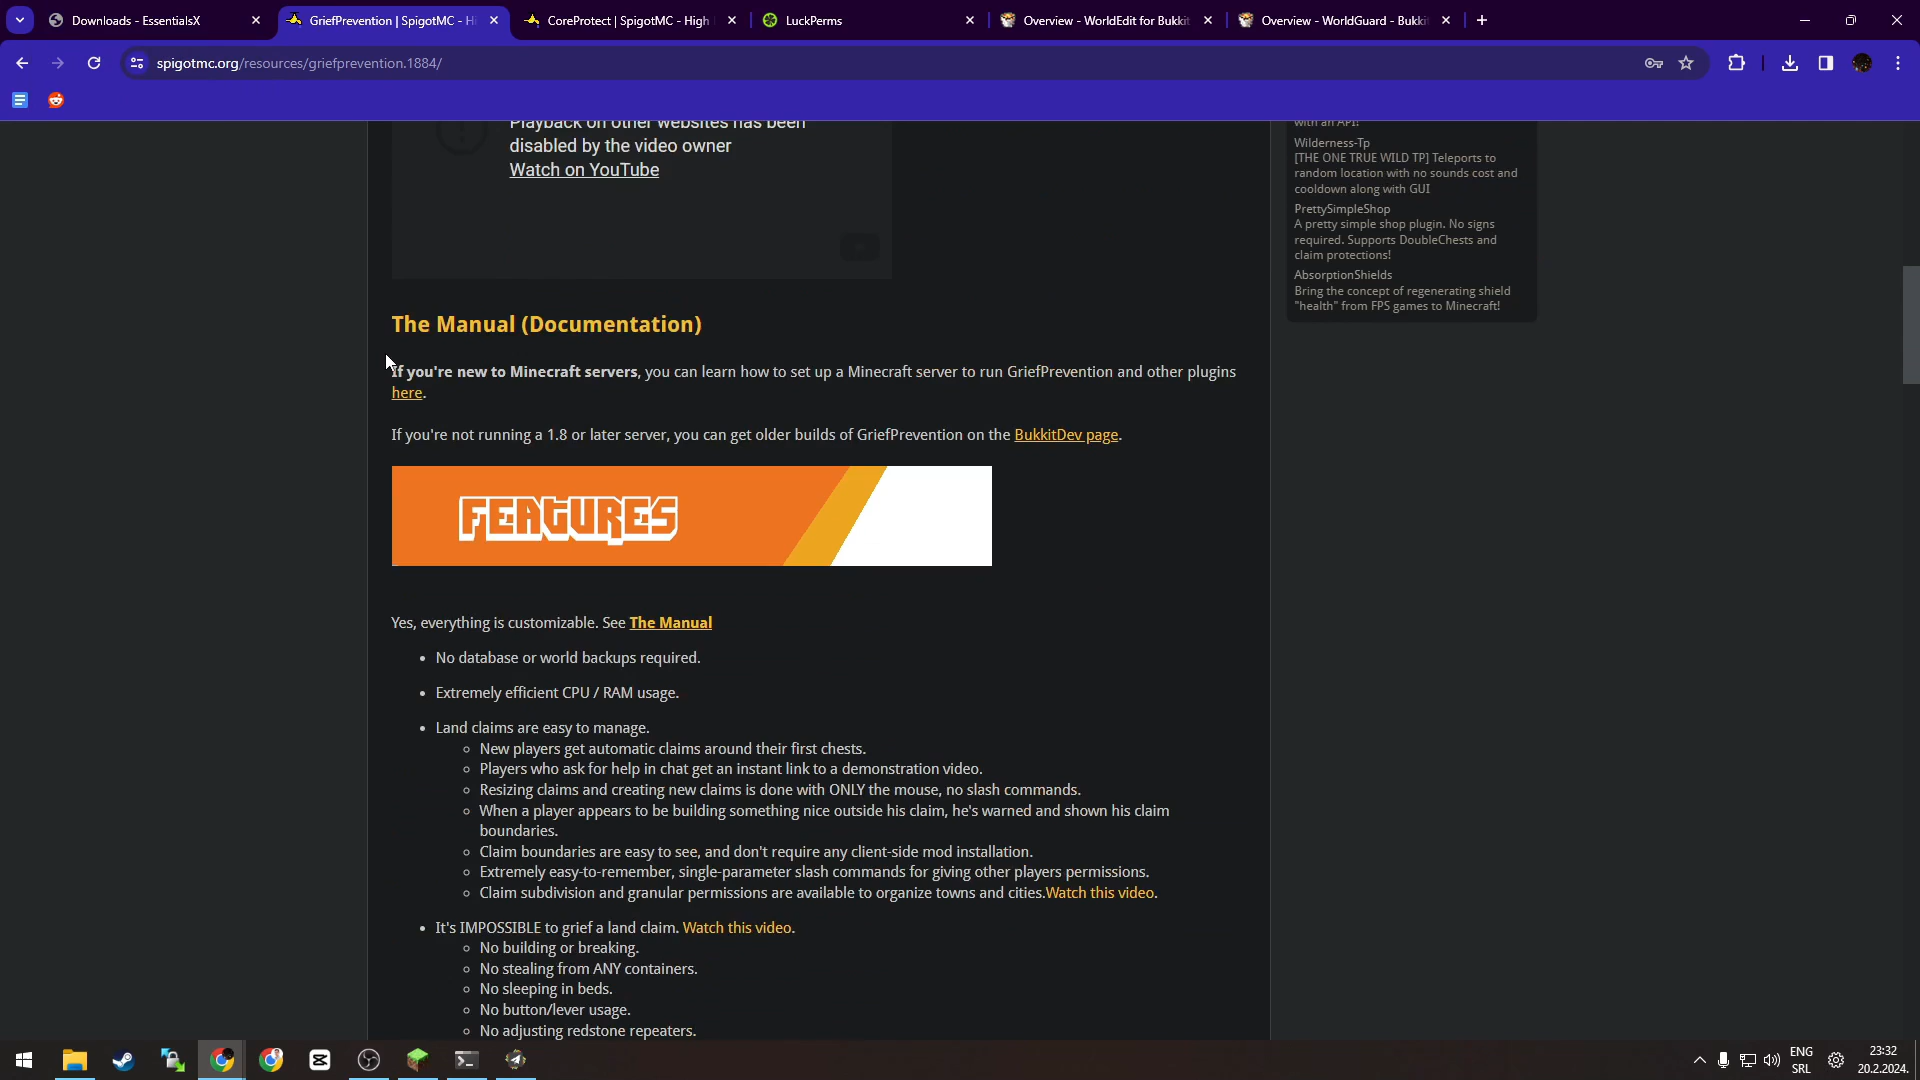 Downloads - EssentialsX
GriefPrevention | SpigotMC - Hi
CoreProtect | SpigotMC - High
LuckPerms
Overview - WorldEdit for Bukkit
Overview - WorldGuard - Bukkit
spigotmc.org/resources/griefprevention.1884/
Playback on other websites has been
disabled by the video owner
Watch on YouTube
with an API!
Wilderness-Tp
[THE ONE TRUE WILD TP] Teleports to
random location with no sounds cost and
cooldown along with GUI
PrettySimpleShop
A pretty simple shop plugin. No signs
required. Supports DoubleChests and
claim protections!
AbsorptionShields
Bring the concept of regenerating shield
"health" from FPS games to Minecraft!
The Manual (Documentation)
If you're new to Minecraft servers, you can learn how to set up a Minecraft server to run GriefPrevention and other plugins
here.
If you're not running a 1.8 or later server, you can get older builds of GriefPrevention on the BukkitDev page.
FEATURES
Yes, everything is customizable. See The Manual
• No database or world backups required.
• Extremely efficient CPU / RAM usage.
• Land claims are easy to manage.
◦ New players get automatic claims around their first chests.
◦ Players who ask for help in chat get an instant link to a demonstration video.
◦ Resizing claims and creating new claims is done with ONLY the mouse, no slash commands.
◦ When a player appears to be building something nice outside his claim, he's warned and shown his claim
boundaries.
◦ Claim boundaries are easy to see, and don't require any client-side mod installation.
◦ Extremely easy-to-remember, single-parameter slash commands for giving other players permissions.
◦ Claim subdivision and granular permissions are available to organize towns and cities.Watch this video.
• It's IMPOSSIBLE to grief a land claim. Watch this video.
◦ No building or breaking.
◦ No stealing from ANY containers.
◦ No sleeping in beds.
◦ No button/lever usage.
◦ No adjusting redstone repeaters.
ENG
SRL
23:32
20.2.2024.